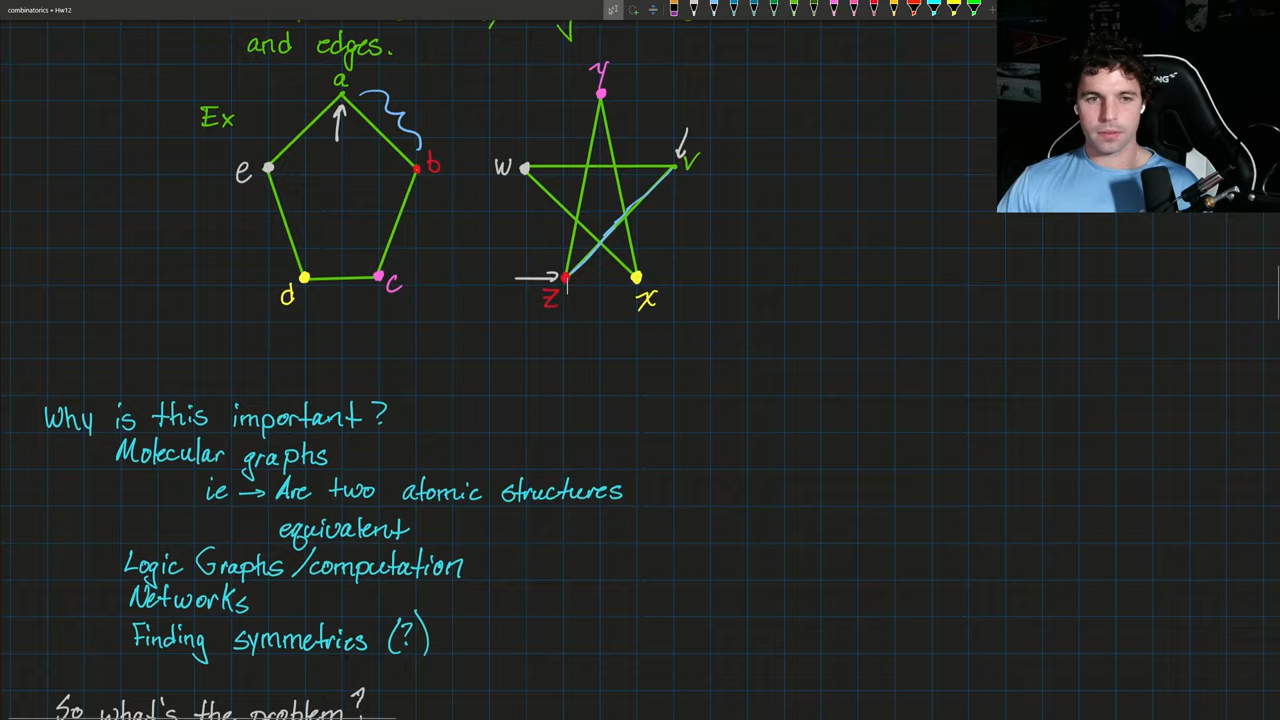 combinatorics » Hw12
and edges.
Ex
a
b
c
d
e
y
w
v
z
x
Why is this important?
Molecular graphs
ie → Are two atomic structures
equivalent
Logic Graphs/computation
Networks
Finding symmetries (?)
So what's the problem?